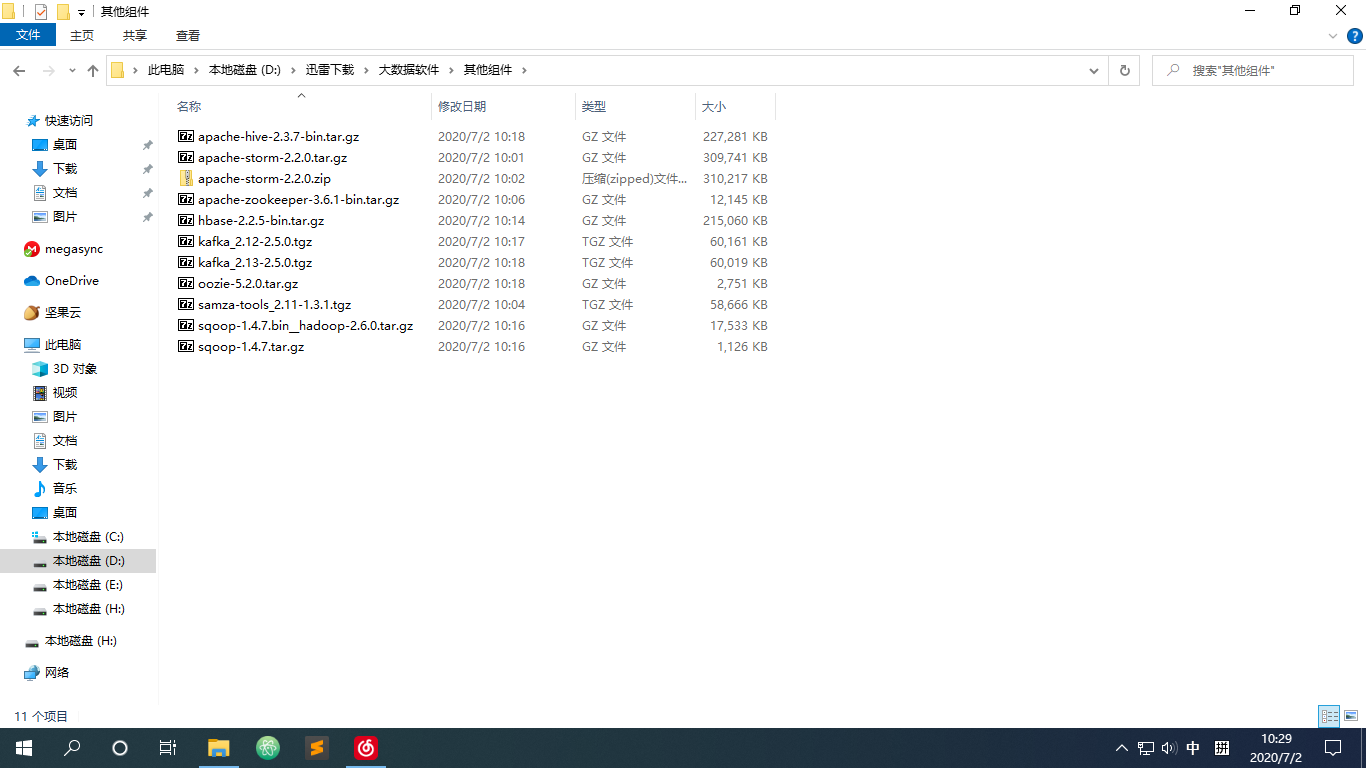 其他组件
文件 主页 共享 查看
此电脑 本地磁盘 (D:) 迅雷下载 大数据软件 其他组件
搜索"其他组件"
名称 修改日期 类型 大小
apache-hive-2.3.7-bin.tar.gz 2020/7/2 10:18 GZ 文件 227,281 KB
apache-storm-2.2.0.tar.gz 2020/7/2 10:01 GZ 文件 309,741 KB
apache-storm-2.2.0.zip 2020/7/2 10:02 压缩(zipped)文件... 310,217 KB
apache-zookeeper-3.6.1-bin.tar.gz 2020/7/2 10:06 GZ 文件 12,145 KB
hbase-2.2.5-bin.tar.gz 2020/7/2 10:14 GZ 文件 215,060 KB
kafka_2.12-2.5.0.tgz 2020/7/2 10:17 TGZ 文件 60,161 KB
kafka_2.13-2.5.0.tgz 2020/7/2 10:18 TGZ 文件 60,019 KB
oozie-5.2.0.tar.gz 2020/7/2 10:18 GZ 文件 2,751 KB
samza-tools_2.11-1.3.1.tgz 2020/7/2 10:04 TGZ 文件 58,666 KB
sqoop-1.4.7.bin__hadoop-2.6.0.tar.gz 2020/7/2 10:16 GZ 文件 17,533 KB
sqoop-1.4.7.tar.gz 2020/7/2 10:16 GZ 文件 1,126 KB
快速访问
桌面
下载
文档
图片
megasync
OneDrive
坚果云
此电脑
3D 对象
视频
图片
文档
下载
音乐
桌面
本地磁盘 (C:)
本地磁盘 (D:)
本地磁盘 (E:)
本地磁盘 (H:)
本地磁盘 (H:)
网络
11 个项目
中 拼
10:29
2020/7/2